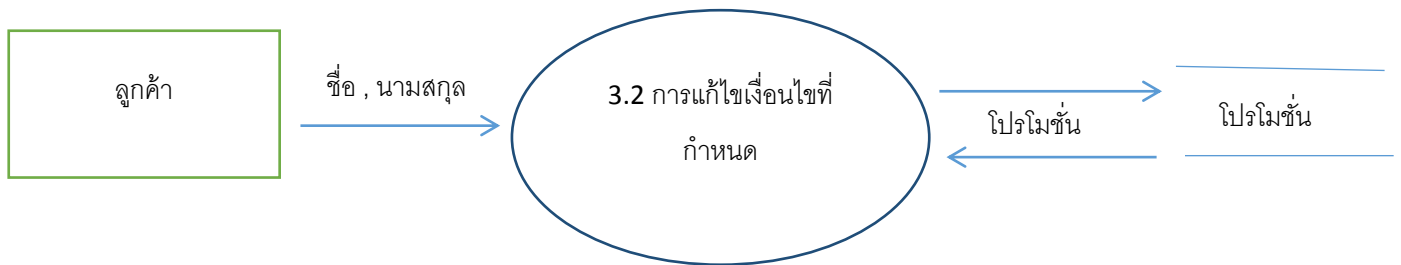 ลูกค้า
ชื่อ , นามสกุล
3.2 การแก้ไขเงื่อนไขที่
กำหนด
โปรโมชั่น
โปรโมชั่น